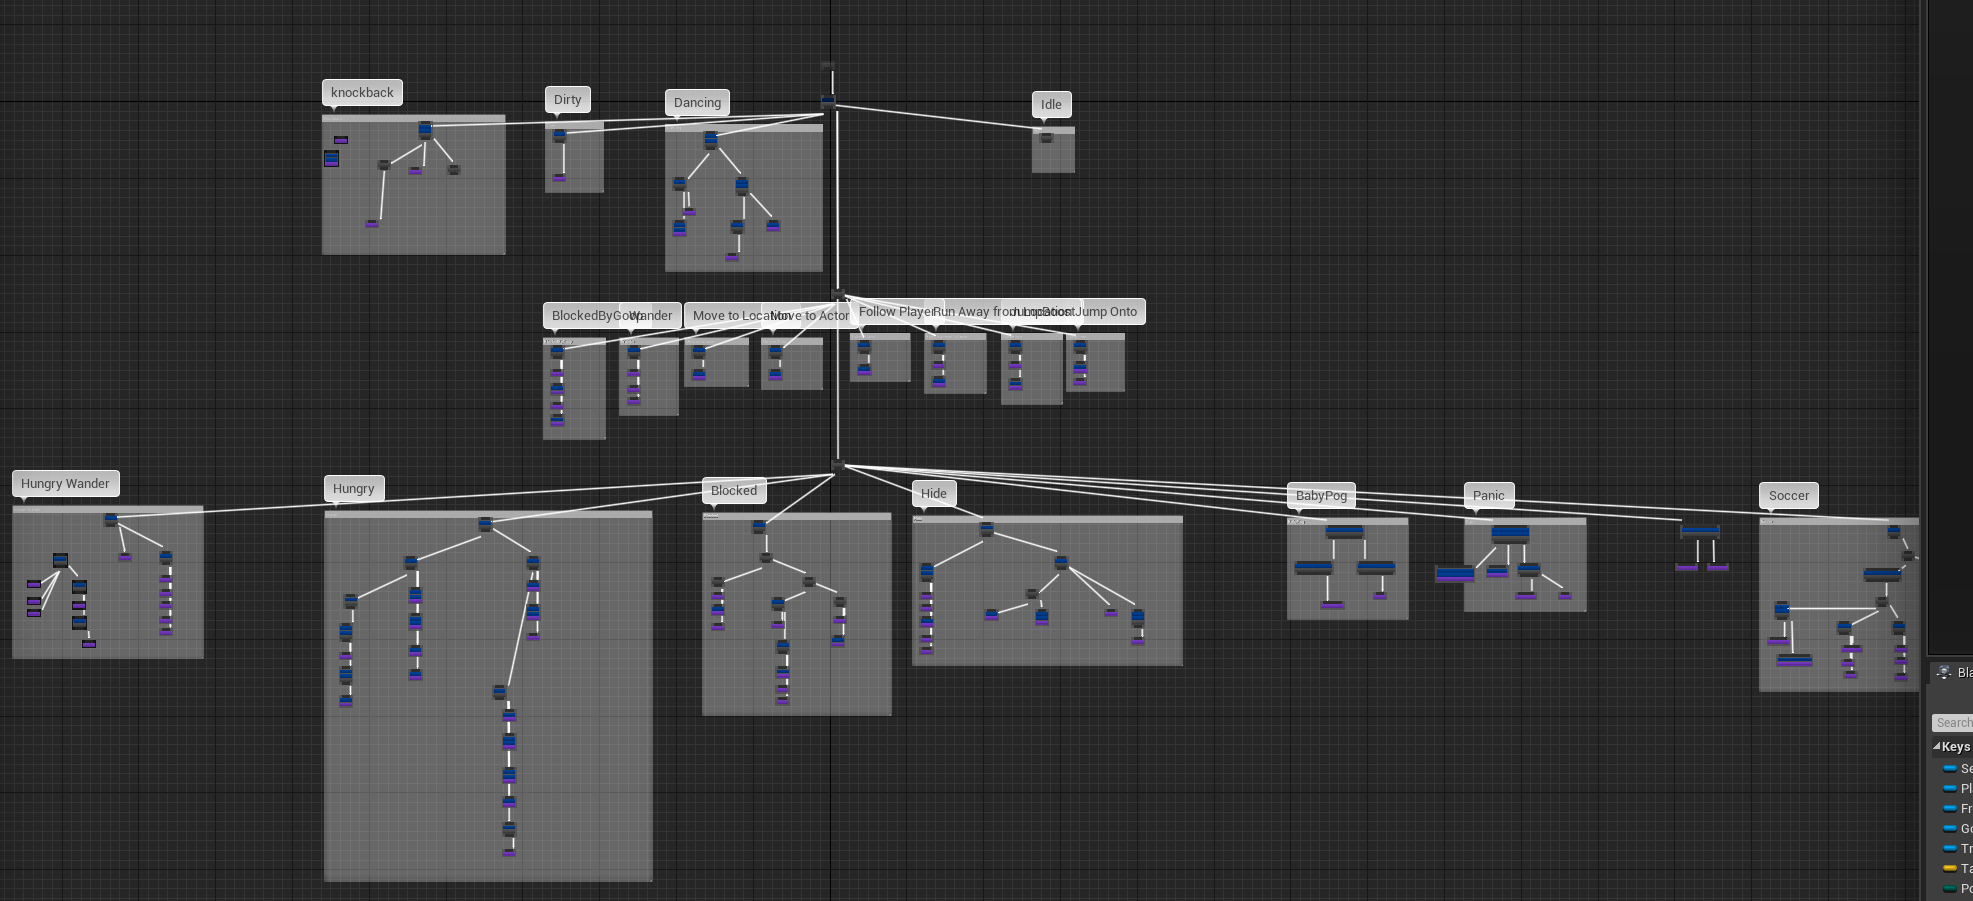 knockback
Dirty
Dancing
Idle
BlockedByGoop
Wander
Move to Location
Move to Actor
Follow Player
Run Away from Location
Jump Onto
Hungry Wander
Hungry
Blocked
Hide
BabyPog
Panic
Soccer
Bla
Search
Keys
Se
Pl
Fr
Go
Tr
Ta
Po